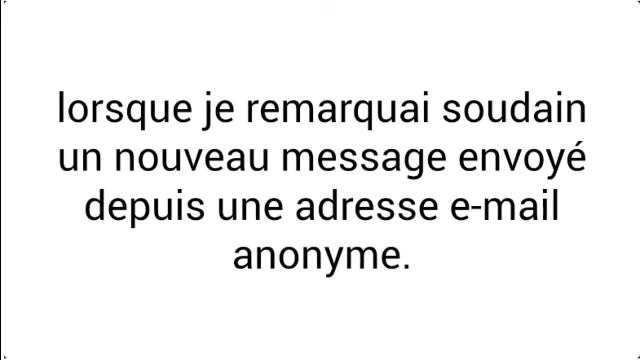 lorsque je remarquai soudain
un nouveau message envoyé
depuis une adresse e-mail
anonyme.